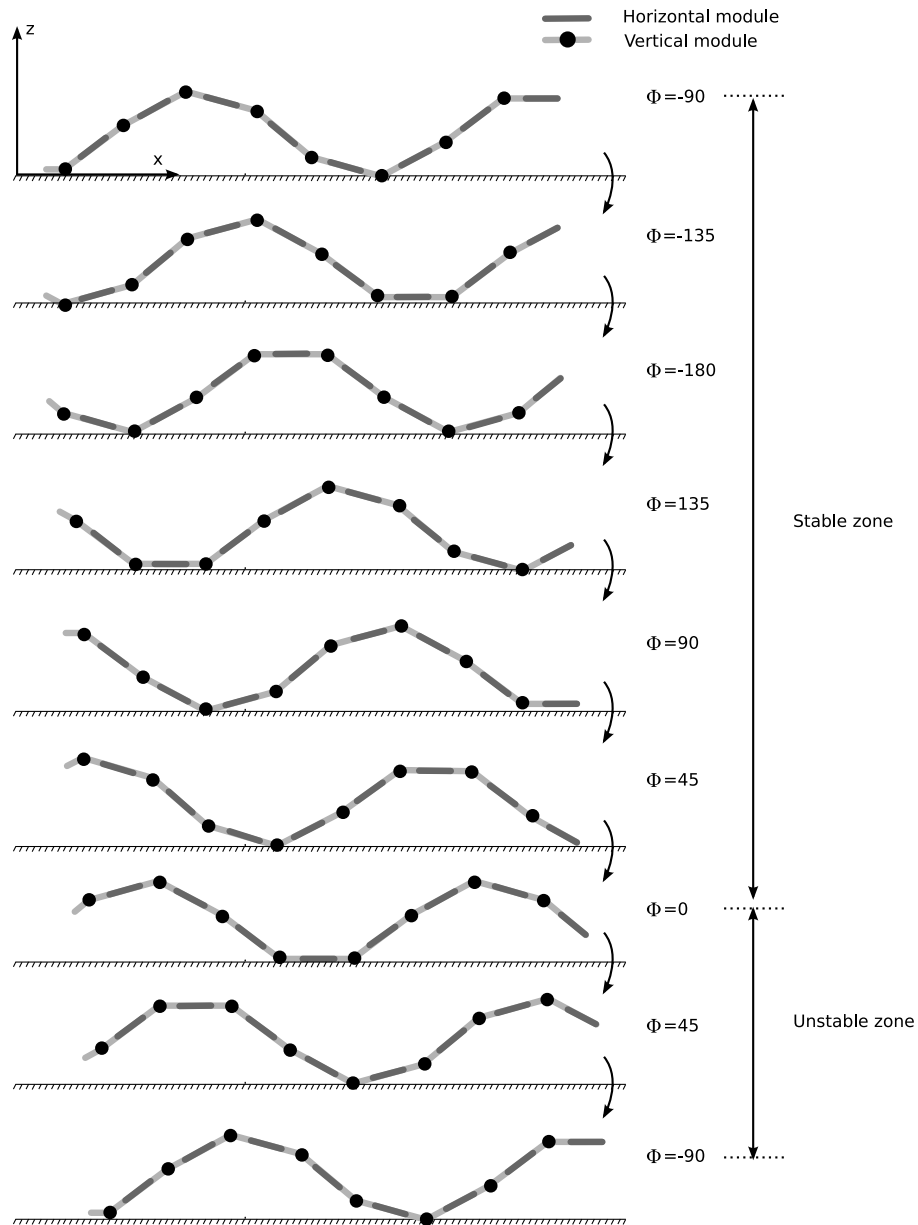 Horizontal module
Vertical module
z
x
Φ=-90
Φ=-135
Φ=-180
Φ=135
Stable zone
Φ=90
Φ=45
Φ=0
Φ=45
Unstable zone
Φ=-90